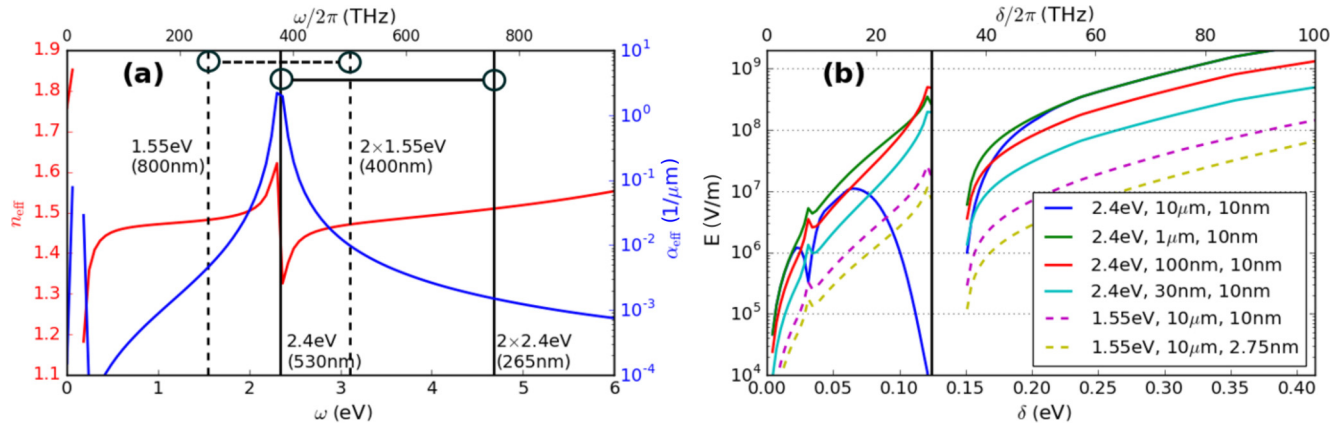 ω/2π (THz)
0 200 400 600 800
(a)
1.9
1.8
1.7
1.6
1.5
1.4
1.3
1.2
1.1
n_eff
1.55eV
(800nm)
2×1.55eV
(400nm)
2.4eV
(530nm)
2×2.4eV
(265nm)
10^1
10^0
10^-1
10^-2
10^-3
10^-4
α_eff (1/μm)
0 1 2 3 4 5 6
ω (eV)
δ/2π (THz)
0 20 40 60 80 100
(b)
10^9
10^8
10^7
10^6
10^5
10^4
E (V/m)
2.4eV, 10μm, 10nm
2.4eV, 1μm, 10nm
2.4eV, 100nm, 10nm
2.4eV, 30nm, 10nm
1.55eV, 10μm, 10nm
1.55eV, 10μm, 2.75nm
0.00 0.05 0.10 0.15 0.20 0.25 0.30 0.35 0.40
δ (eV)